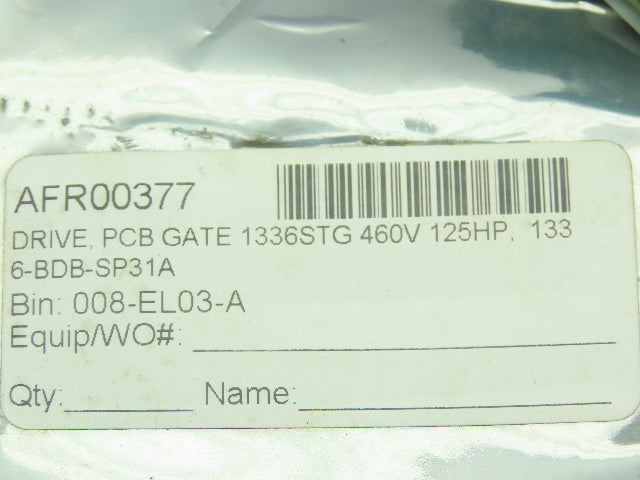 AFR00377
DRIVE, PCB GATE 1336STG 460V 125HP, 133
6-BDB-SP31A
Bin: 008-EL03-A
Equip/WO#:
Qty: Name: